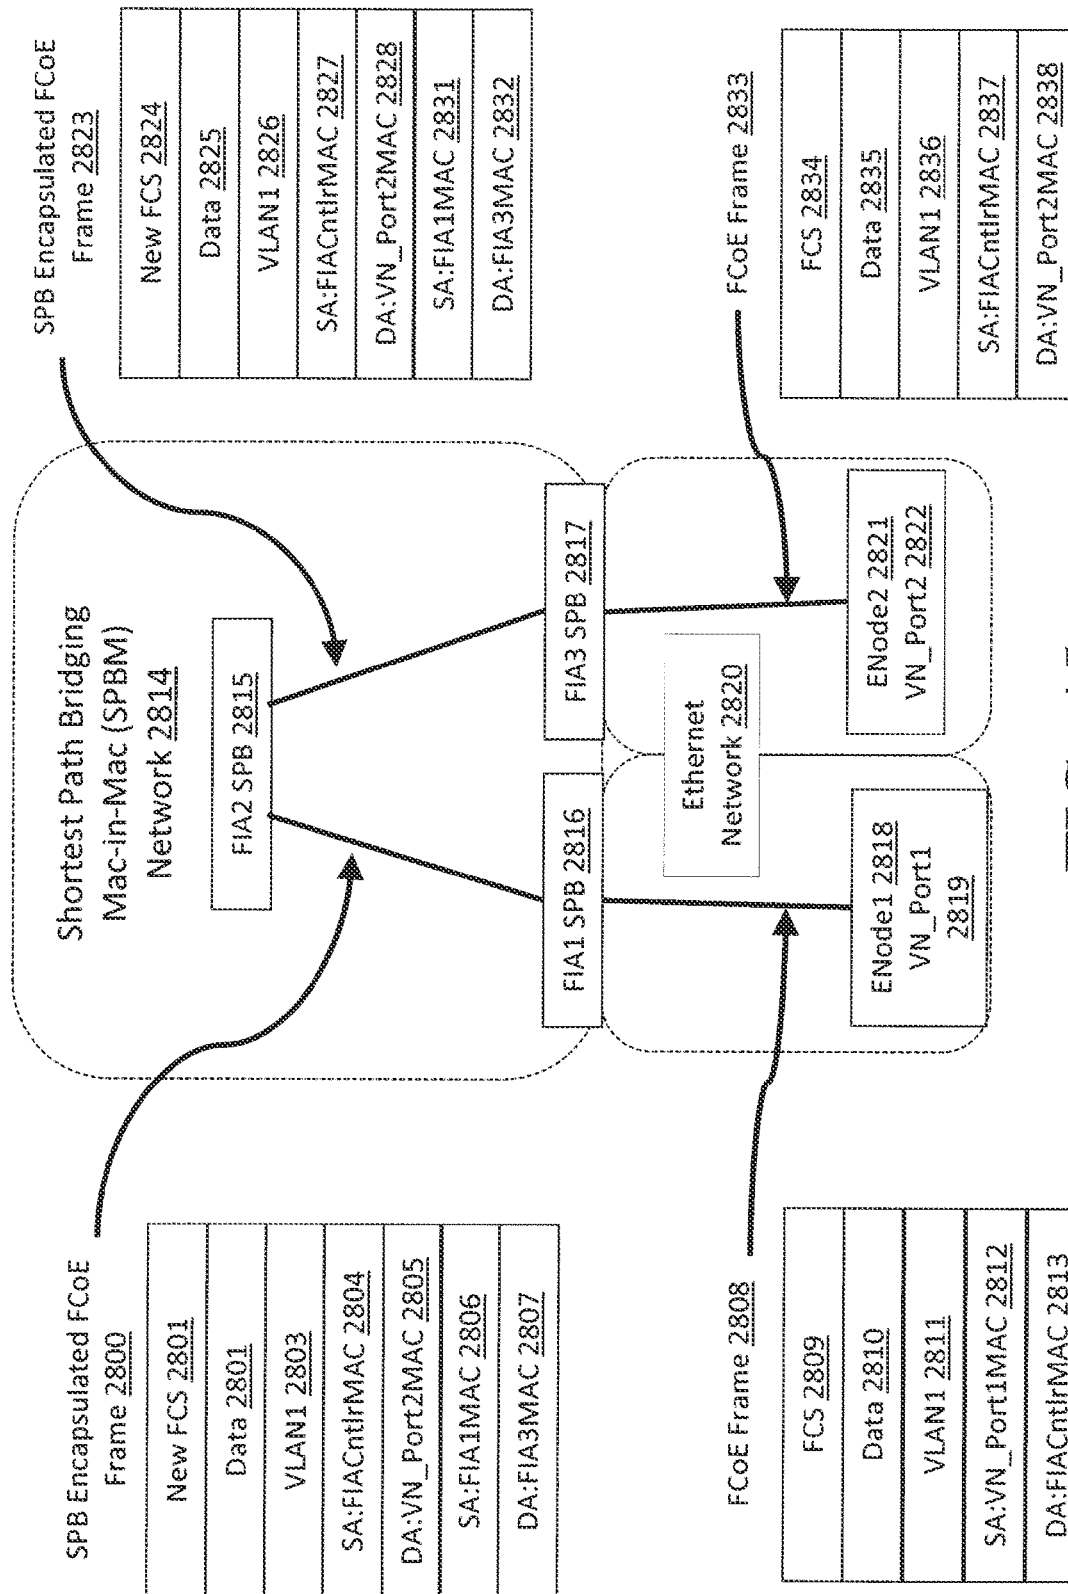 SPB Encapsulated FCoE
Frame 2800
New FCS 2801
Data 2801
VLAN1 2803
SA:FIACntlrMAC 2804
DA:VN_Port2MAC 2805
SA:FIA1MAC 2806
DA:FIA3MAC 2807
Shortest Path Bridging
Mac-in-Mac (SPBM)
Network 2814
FIA2 SPB 2815
SPB Encapsulated FCoE
Frame 2823
New FCS 2824
Data 2825
VLAN1 2826
SA:FIACntlrMAC 2827
DA:VN_Port2MAC 2828
SA:FIA1MAC 2831
DA:FIA3MAC 2832
FIA1 SPB 2816
FIA3 SPB 2817
Ethernet
Network 2820
FCoE Frame 2808
FCS 2809
Data 2810
VLAN1 2811
SA:VN_Port1MAC 2812
DA:FIACntlrMAC 2813
ENode1 2818
VN_Port1
2819
ENode2 2821
VN_Port2 2822
FCoE Frame 2833
FCS 2834
Data 2835
VLAN1 2836
SA:FIACntlrMAC 2837
DA:VN_Port2MAC 2838